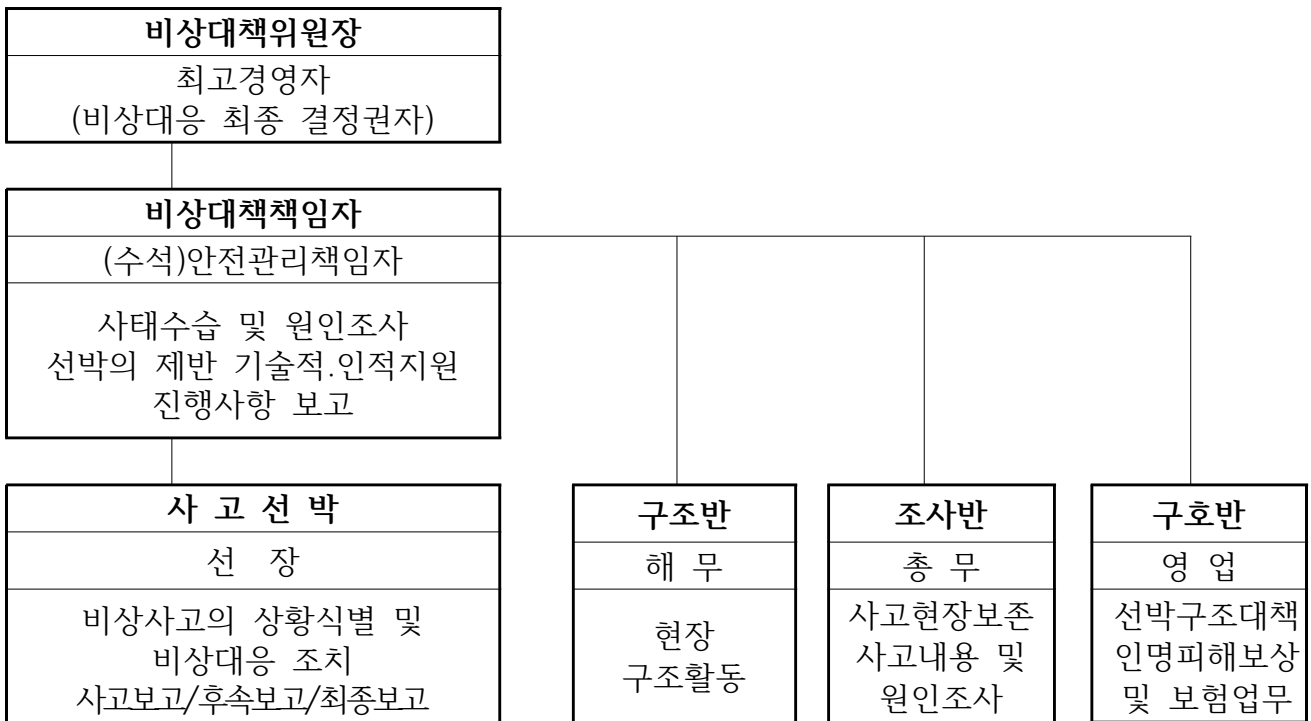 비상대책위원장
최고경영자
(비상대응 최종 결정권자)
비상대책책임자
(수석)안전관리책임자
사태수습 및 원인조사
선박의 제반 기술적.인적지원
진행사항 보고
사 고 선 박
선 장
비상사고의 상황식별 및
비상대응 조치
사고보고/후속보고/최종보고
구조반
해 무
현장
구조활동
조사반
총 무
사고현장보존
사고내용 및
원인조사
구호반
영 업
선박구조대책
인명피해보상
및 보험업무